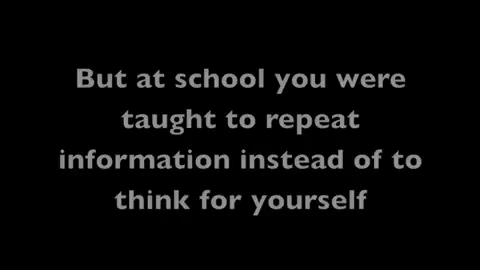 But at school you were
taught to repeat
information instead of to
think for yourself